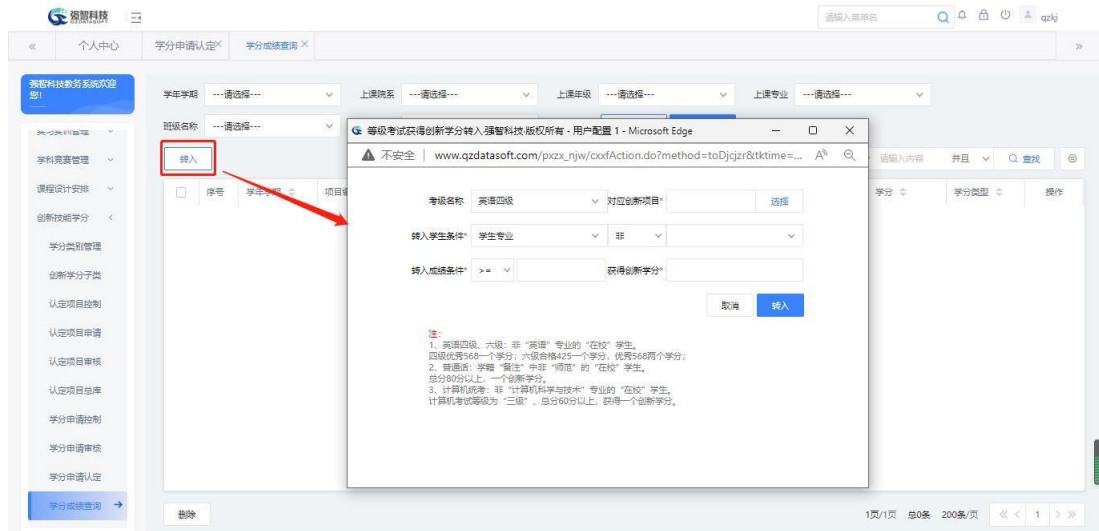 强智科技
QZDATASOFT
请输入菜单名
qzkj
« 个人中心 学分申请认定× 学分成绩查询 × »
强智科技教务系统欢迎
您!
学年学期 ---请选择--- 上课院系 ---请选择--- 上课年级 ---请选择--- 上课专业 ---请选择---
班级名称 ---请选择---
实习实训管理
学科竞赛管理
课程设计安排
创新技能学分
学分类别管理
创新学分子类
认定项目控制
认定项目申请
认定项目审核
认定项目总库
学分申请控制
学分申请审核
学分申请认定
学分成绩查询 →
转入
请输入内容 并且 查找
序号 学年学期 项目 学分 学分类型 操作
等级考试获得创新学分转入-强智科技.版权所有 - 用户配置 1 - Microsoft Edge
不安全 | www.qzdatasoft.com/pxzx_njw/cxxfAction.do?method=toDjcjzr&tktime=...
考级名称 英语四级 对应创新项目* 选择
转入学生条件* 学生专业 非
转入成绩条件* >= 获得创新学分*
取消 转入
注:
1、英语四级、六级: 非 "英语" 专业的 "在校" 学生。
四级优秀568一个学分; 六级合格425一个学分, 优秀568两个学分;
2、普通话: 学籍 "备注" 中非 "师范" 的 "在校" 学生。
总分80分以上, 一个创新学分。
3、计算机统考: 非 "计算机科学与技术" 专业的 "在校" 学生。
计算机考试等级为 "三级" 、总分60分以上, 获得一个创新学分。
删除
1页/1页 总0条 200条/页 « < 1 > »